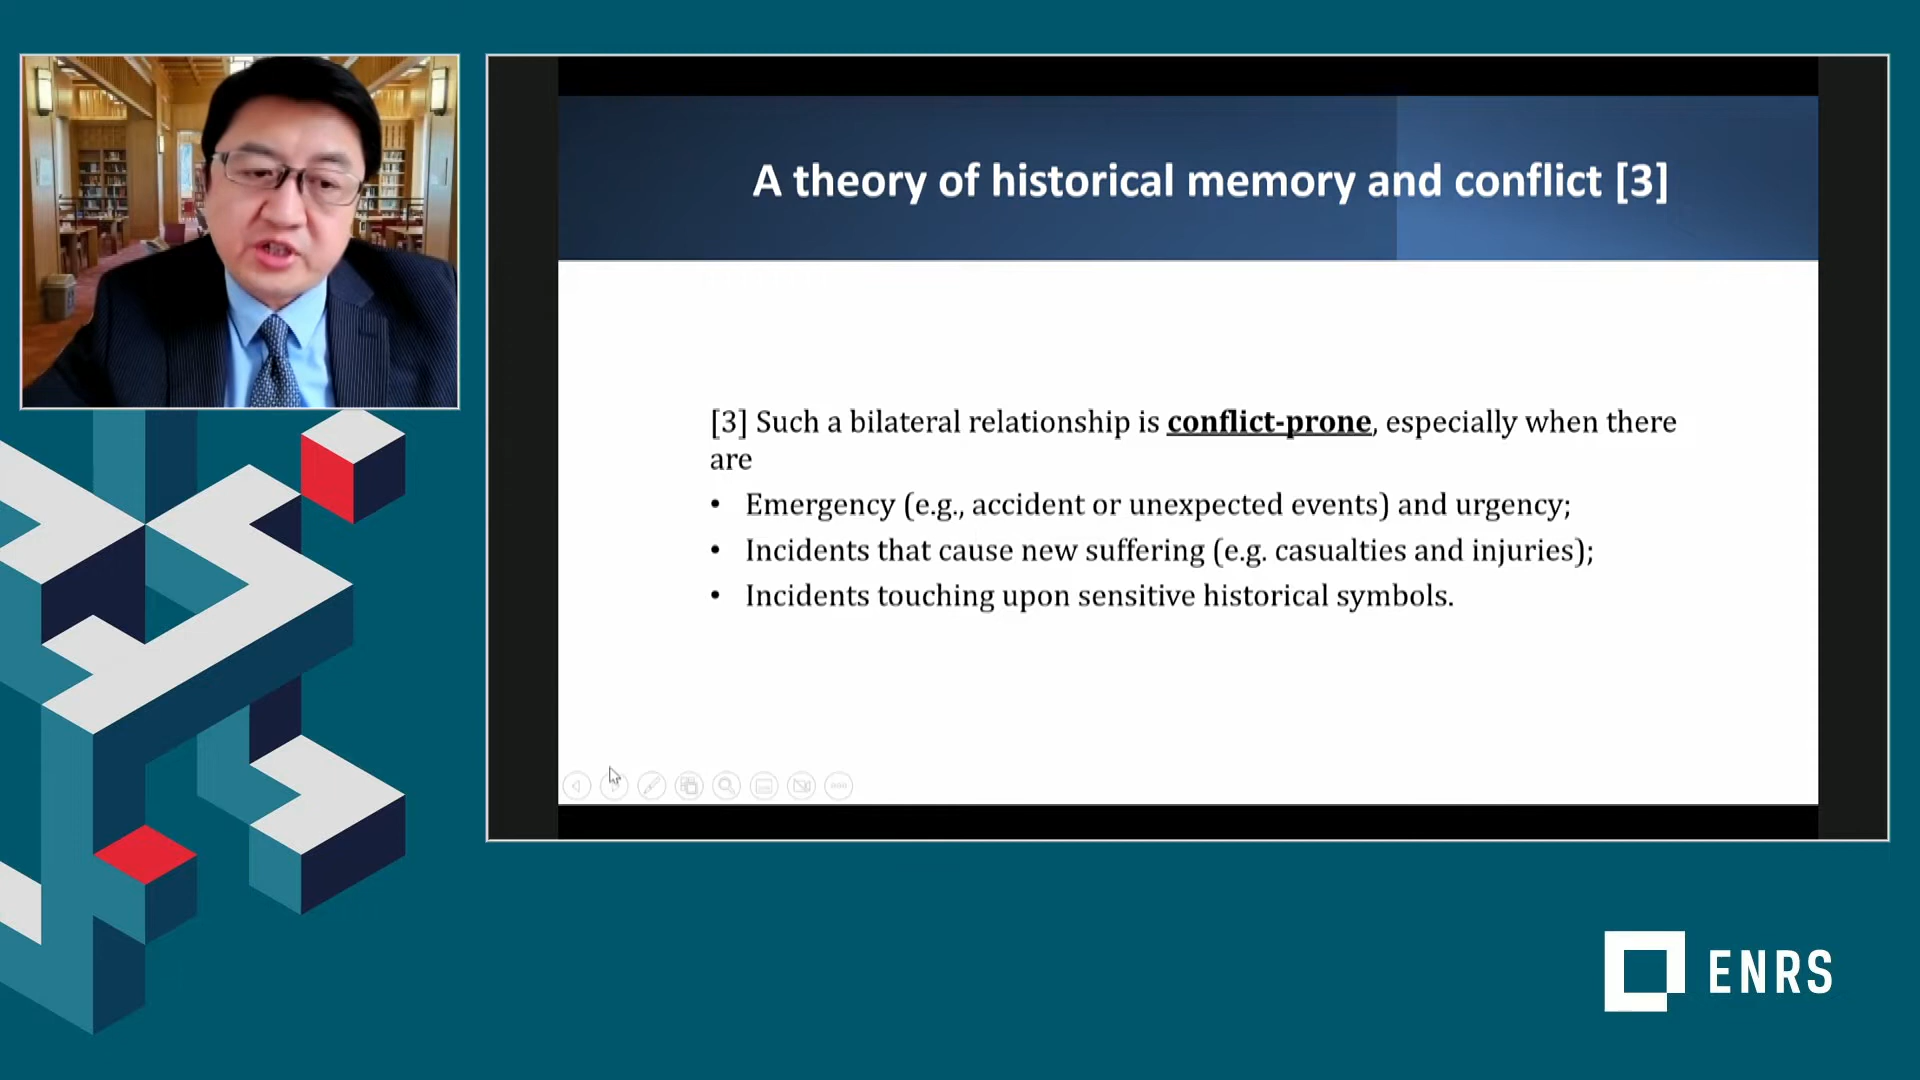 A theory of historical memory and conflict [3]
[3] Such a bilateral relationship is conflict-prone, especially when there
are
• Emergency (e.g., accident or unexpected events) and urgency;
• Incidents that cause new suffering (e.g. casualties and injuries);
• Incidents touching upon sensitive historical symbols.
ENRS